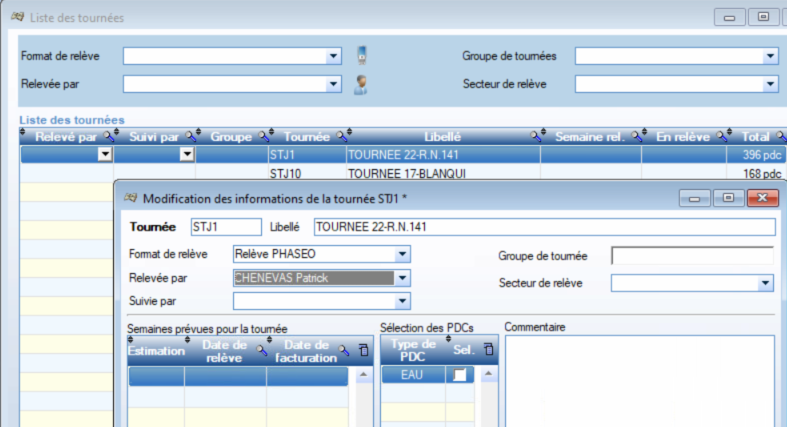 Liste des tournées
Format de relève
Groupe de tournées
Relevée par
Secteur de relève
Liste des tournées
Relevé par Suivi par Groupe Tournée Libellé Semaine rel. En relève Total
STJ1 TOURNEE 22-R.N.141 396 pdc
STJ10 TOURNEE 17-BLANQUI 168 pdc
Modification des informations de la tournée STJ1 *
Tournée STJ1 Libellé TOURNEE 22-R.N.141
Format de relève Relève PHASEO Groupe de tournée
Relevée par CHENEVAS Patrick Secteur de relève
Suivie par
Semaines prévues pour la tournée Sélection des PDCs Commentaire
Estimation Date de relève Date de facturation Type de PDC Sel.
EAU